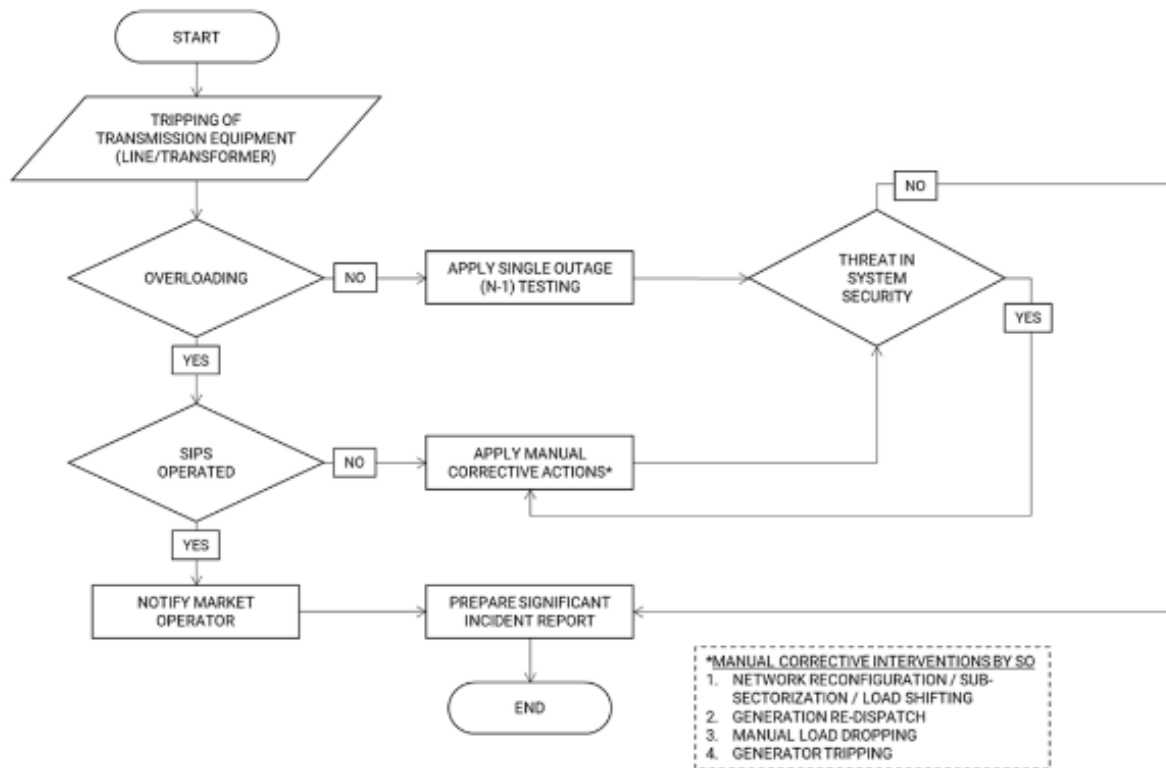 START
TRIPPING OF
TRANSMISSION EQUIPMENT
(LINE/TRANSFORMER)
NO
OVERLOADING
NO
APPLY SINGLE OUTAGE
(N-1) TESTING
THREAT IN
SYSTEM
SECURITY
YES
YES
SIPS
OPERATED
NO
APPLY MANUAL
CORRECTIVE ACTIONS*
YES
NOTIFY MARKET
OPERATOR
PREPARE SIGNIFICANT
INCIDENT REPORT
END
*MANUAL CORRECTIVE INTERVENTIONS BY SO
1. NETWORK RECONFIGURATION / SUB-
SECTORIZATION / LOAD SHIFTING
2. GENERATION RE-DISPATCH
3. MANUAL LOAD DROPPING
4. GENERATOR TRIPPING